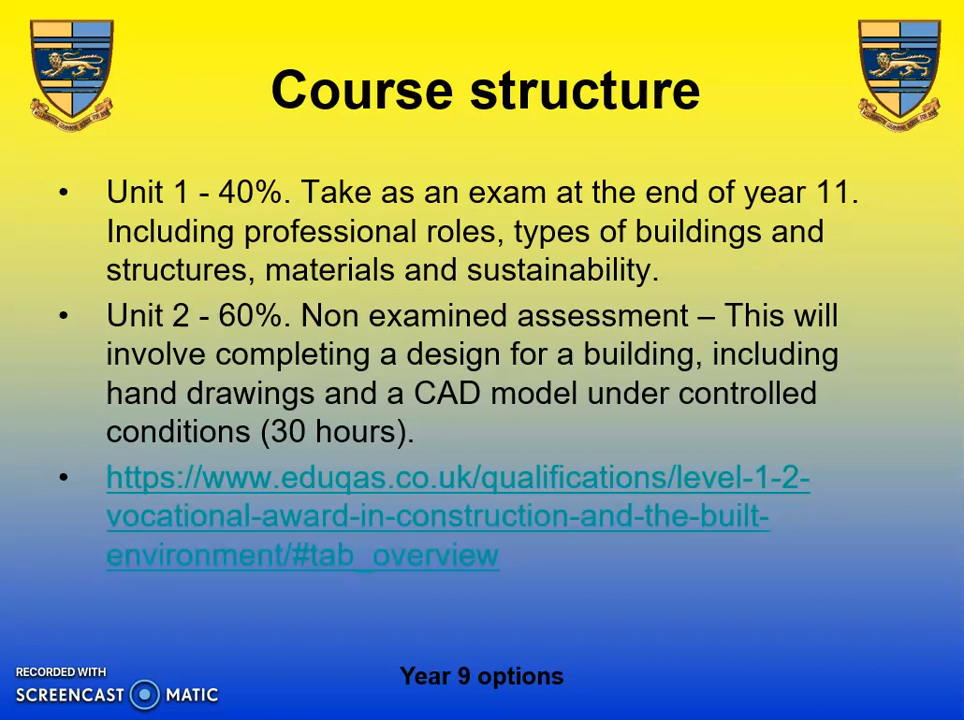 Course structure
• Unit 1 - 40%. Take as an exam at the end of year 11.
Including professional roles, types of buildings and
structures, materials and sustainability.
• Unit 2 - 60%. Non examined assessment – This will
involve completing a design for a building, including
hand drawings and a CAD model under controlled
conditions (30 hours).
• https://www.eduqas.co.uk/qualifications/level-1-2-
vocational-award-in-construction-and-the-built-
environment/#tab_overview
Year 9 options
RECORDED WITH
SCREENCAST MATIC